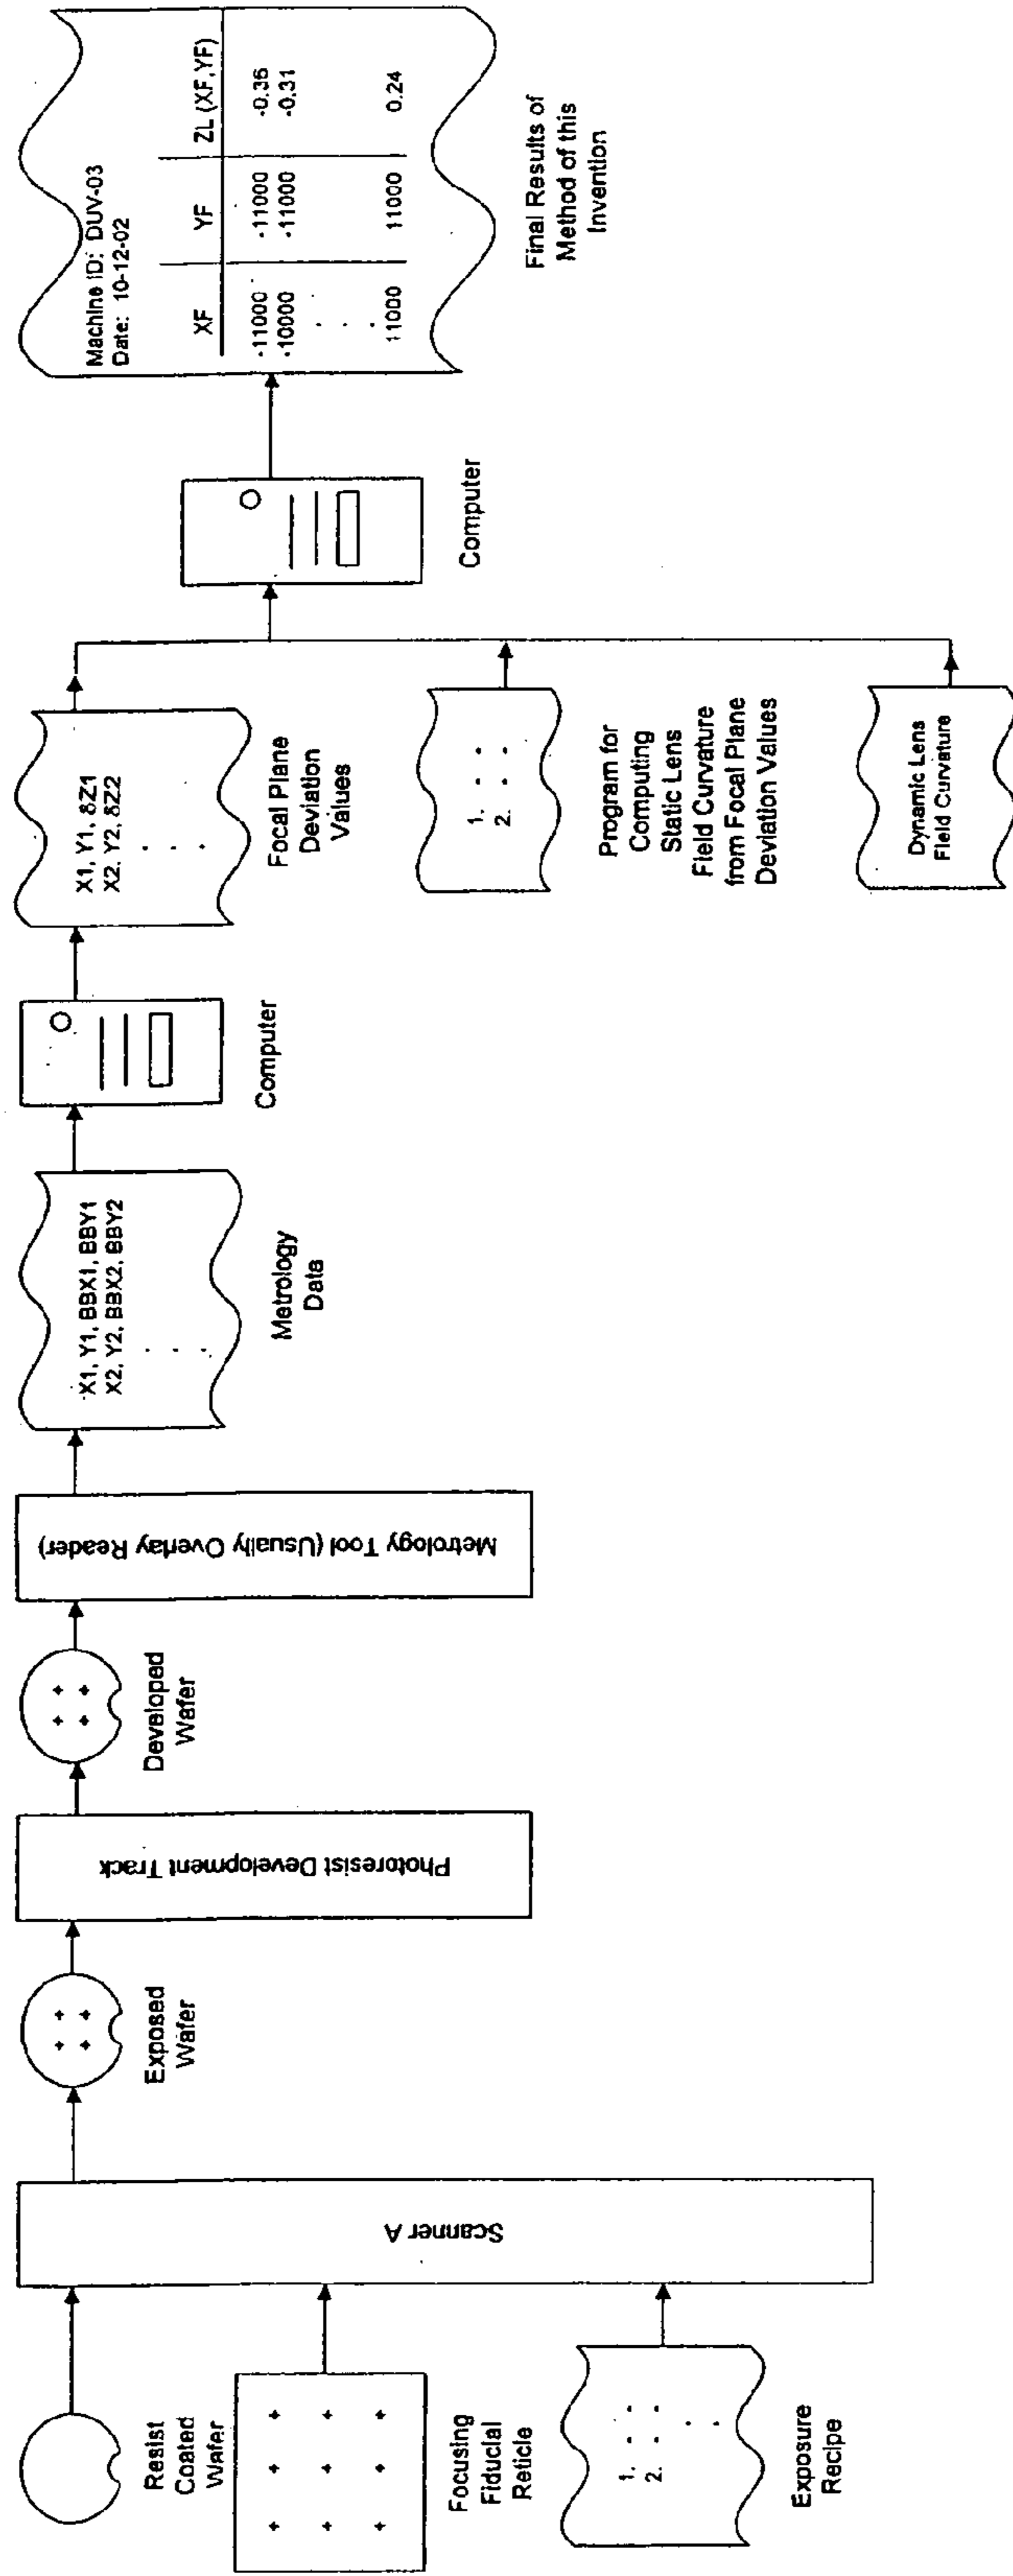 Resist
Coated
Wafer
Focusing
Fiducial
Reticle
1. . .
2. . .
Exposure
Recipe
Scanner A
Exposed
Wafer
Photoresist Development Track
Developed
Wafer
Metrology Tool (Usually Overlay Reader)
X1, Y1, BBX1, BBY1
X2, Y2, BBX2, BBY2
Metrology
Data
Computer
X1, Y1, δZ1
X2, Y2, δZ2
Focal Plane
Deviation
Values
1. . .
2. . .
Program for
Computing
Static Lens
Field Curvature
from Focal Plane
Deviation Values
Dynamic Lens
Field Curvature
Computer
Machine ID: DUV-03
Date: 10-12-02
XF YF ZL (XF,YF)
-11000 -11000 -0.36
-10000 -11000 -0.31
11000 11000 0.24
Final Results of
Method of this
Invention